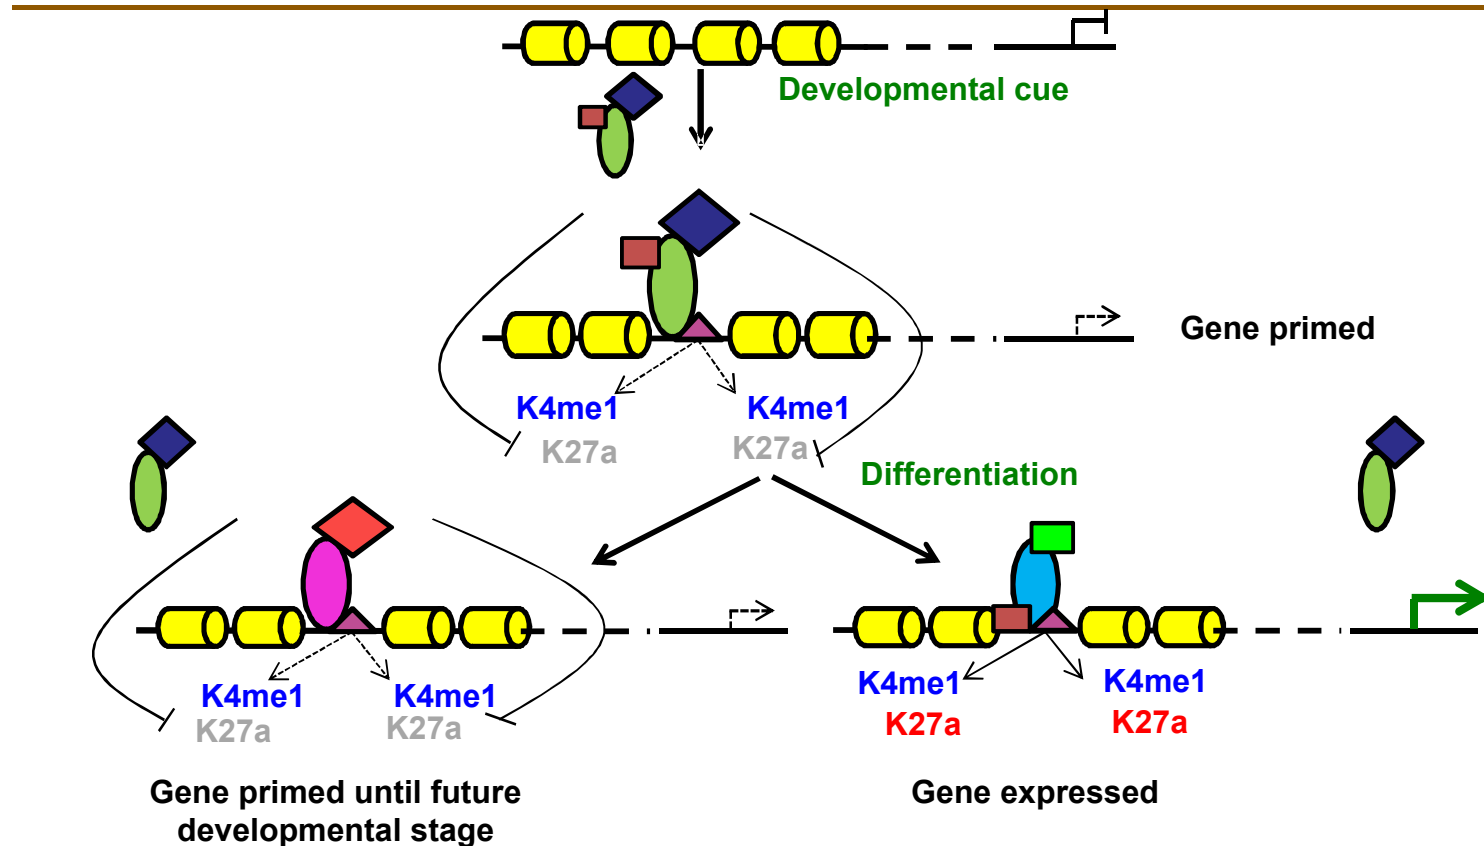 Developmental cue
Gene primed
K4me1
K4me1
K27a
K27a
Differentiation
K4me1
K4me1
K27a
K27a
K4me1
K4me1
K27a
K27a
Gene primed until future
developmental stage
Gene expressed